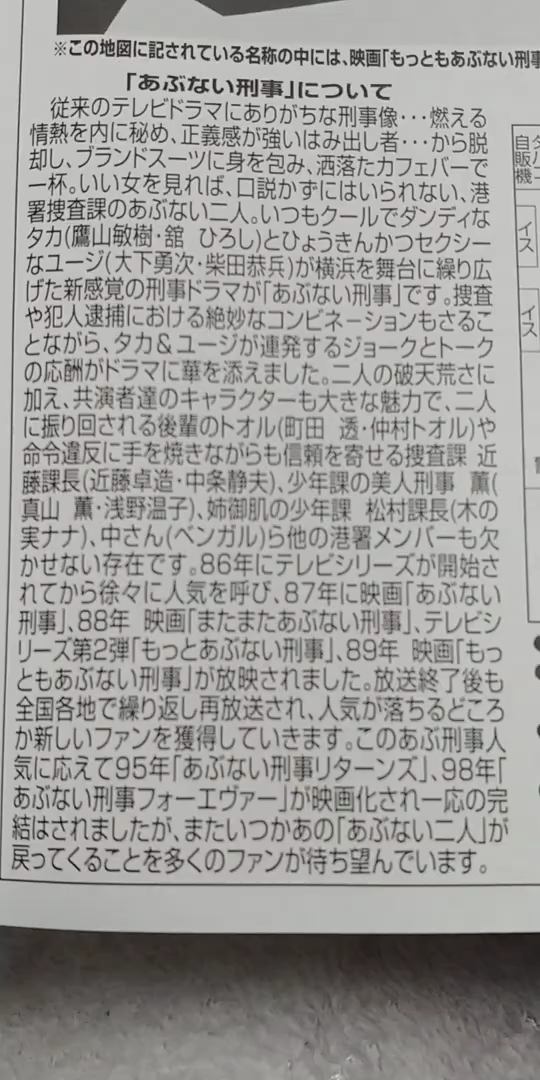 ※この地図に記されている名称の中には、映画「もっともあぶない刑事
「あぶない刑事」について
従来のテレビドラマにありがちな刑事像･･･燃える
情熱を内に秘め、正義感が強いはみ出し者･･･から脱
却し、ブランドスーツに身を包み、洒落たカフェバーで
一杯。いい女を見れば、口説かずにはいられない、港
署捜査課のあぶない二人。いつもクールでダンディな
タカ(鷹山敏樹・舘 ひろし)とひょうきんかつセクシー
なユージ(大下勇次・柴田恭兵)が横浜を舞台に繰り広
げた新感覚の刑事ドラマが「あぶない刑事」です。捜査
や犯人逮捕における絶妙なコンビネーションもさるこ
とながら、タカ＆ユージが連発するジョークとトーク
の応酬がドラマに華を添えました。二人の破天荒さに
加え、共演者達のキャラクターも大きな魅力で、二人
に振り回される後輩のトオル(町田 透・仲村トオル)や
命令違反に手を焼きながらも信頼を寄せる捜査課 近
藤課長(近藤卓造・中条静夫)、少年課の美人刑事 薫(
真山 薫・浅野温子)、姉御肌の少年課 松村課長(木の
実ナナ)、中さん(ベンガル)ら他の港署メンバーも欠
かせない存在です。86年にテレビシリーズが開始さ
れてから徐々に人気を呼び、87年に映画「あぶない
刑事」、88年 映画「またまたあぶない刑事」、テレビシ
リーズ第2弾「もっとあぶない刑事」、89年 映画「もっ
ともあぶない刑事」が放映されました。放送終了後も
全国各地で繰り返し再放送され、人気が落ちるどころ
か新しいファンを獲得していきます。このあぶ刑事人
気に応えて95年「あぶない刑事リターンズ」、98年「
あぶない刑事フォーエヴァー」が映画化され一応の完
結はされましたが、またいつかあの「あぶない二人」が
戻ってくることを多くのファンが待ち望んでいます。
自販機
イス
イス